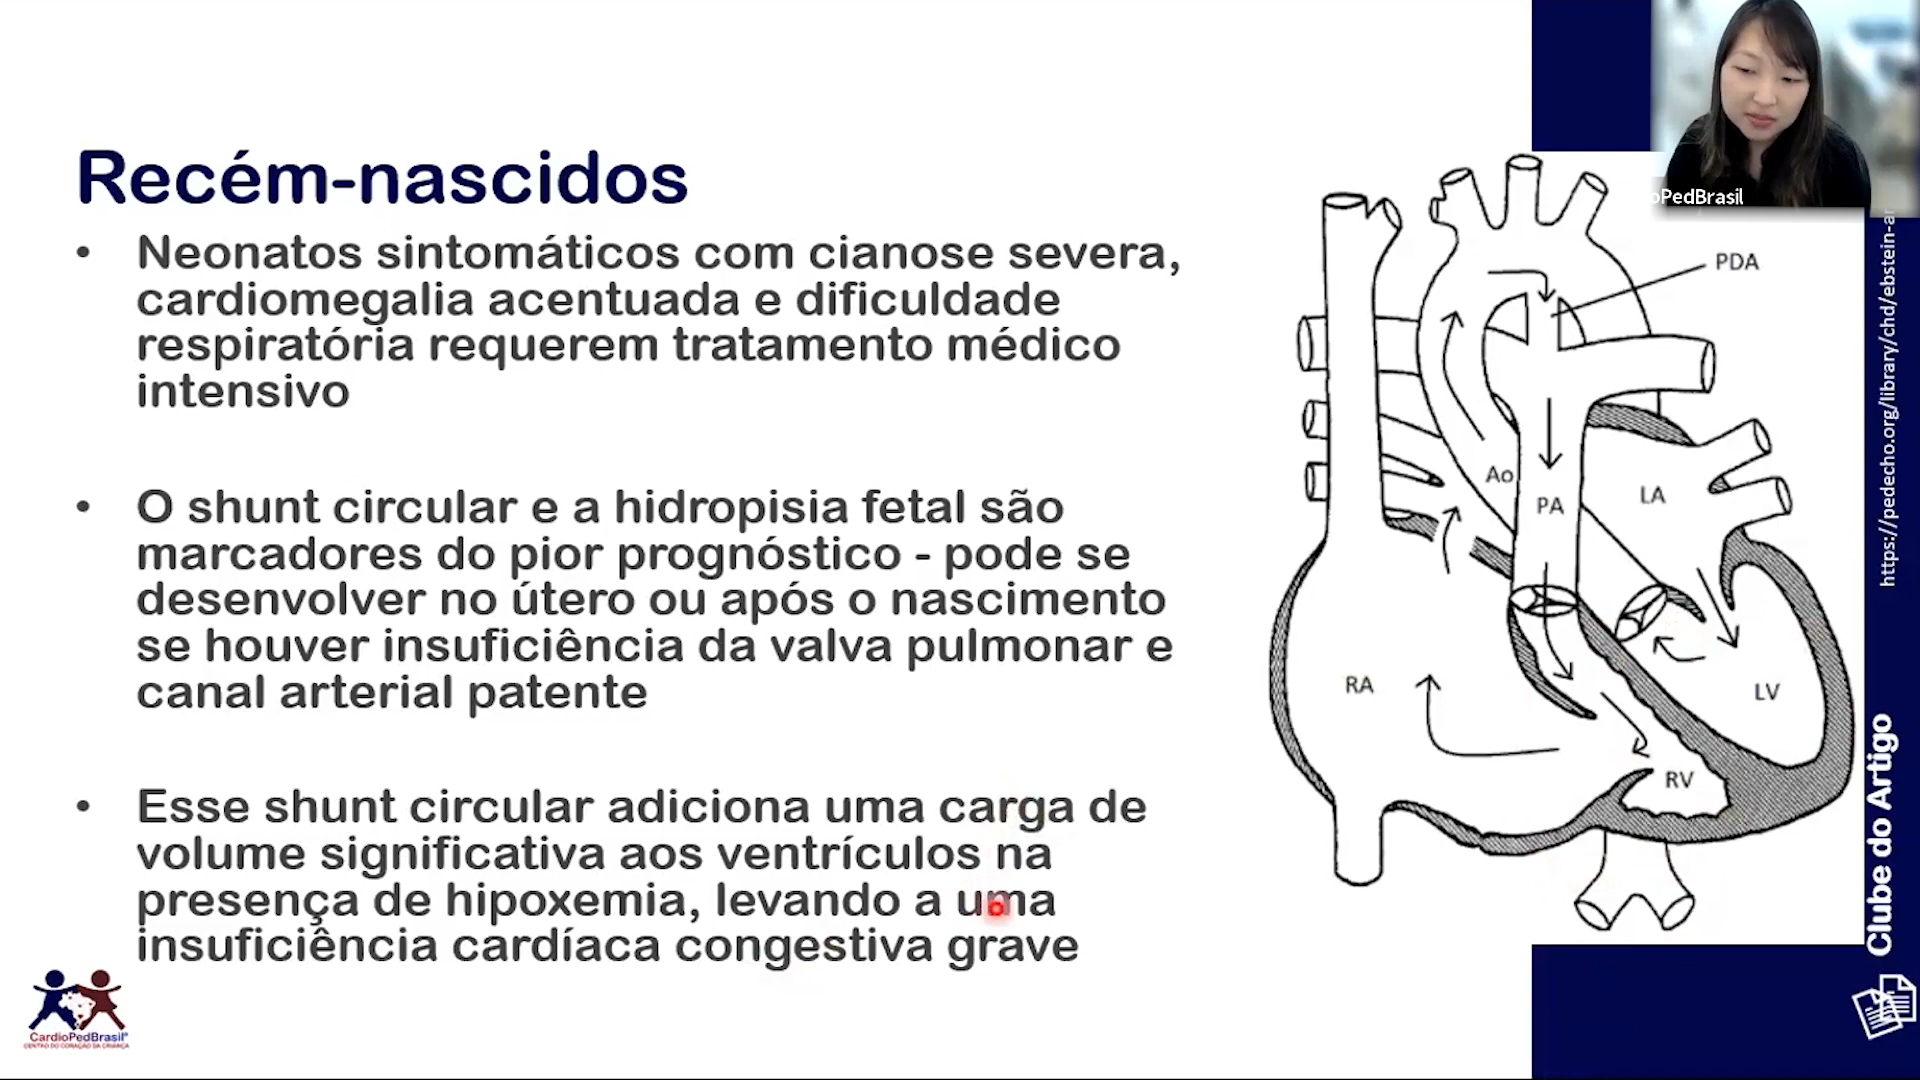 Recém-nascidos
• Neonatos sintomáticos com cianose severa,
cardiomegalia acentuada e dificuldade
respiratória requerem tratamento médico
intensivo
• O shunt circular e a hidropisia fetal são
marcadores do pior prognóstico - pode se
desenvolver no útero ou após o nascimento
se houver insuficiência da valva pulmonar e
canal arterial patente
• Esse shunt circular adiciona uma carga de
volume significativa aos ventrículos na
presença de hipoxemia, levando a uma
insuficiência cardíaca congestiva grave
CardioPedBrasil®
CENTRO DO CORAÇÃO DA CRIANÇA
PDA
Ao
PA
LA
RA
LV
RV
oPedBrasil
https://pedecho.org/library/chd/ebstein-a
Clube do Artigo